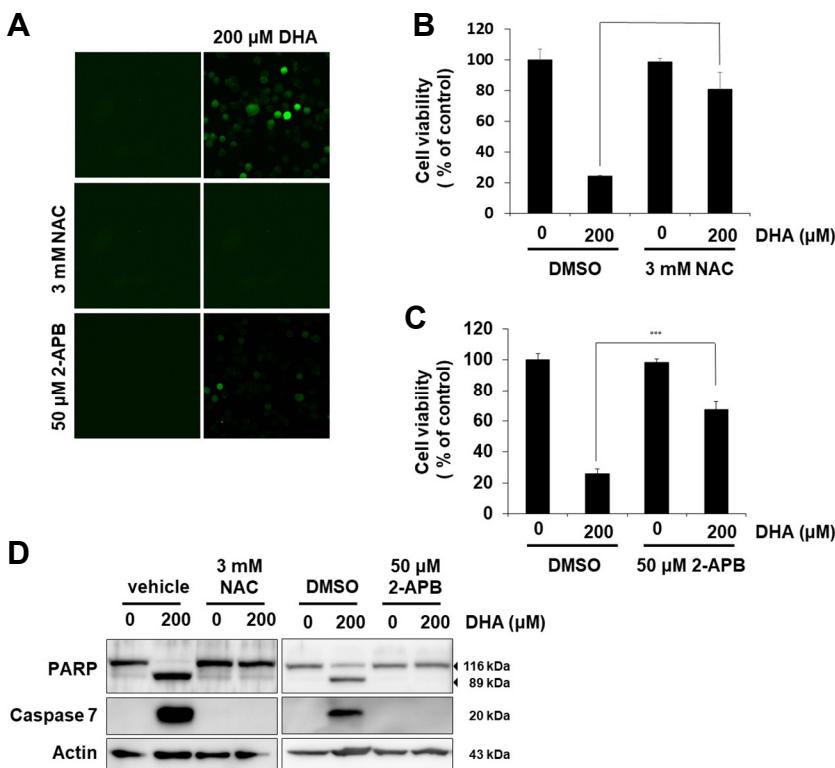 A
200 µM DHA
3 mM NAC
50 µM 2-APB
B
120
100
80
60
40
20
0
Cell viability
( % of control)
0 200 0 200 DHA (µM)
DMSO 3 mM NAC
C
120
100
80
60
40
20
0
Cell viability
( % of control)
***
0 200 0 200 DHA (µM)
DMSO 50 µM 2-APB
D
3 mM 50 µM
vehicle NAC DMSO 2-APB
0 200 0 200 0 200 0 200 DHA (µM)
PARP 116 kDa
89 kDa
Caspase 7 20 kDa
Actin 43 kDa